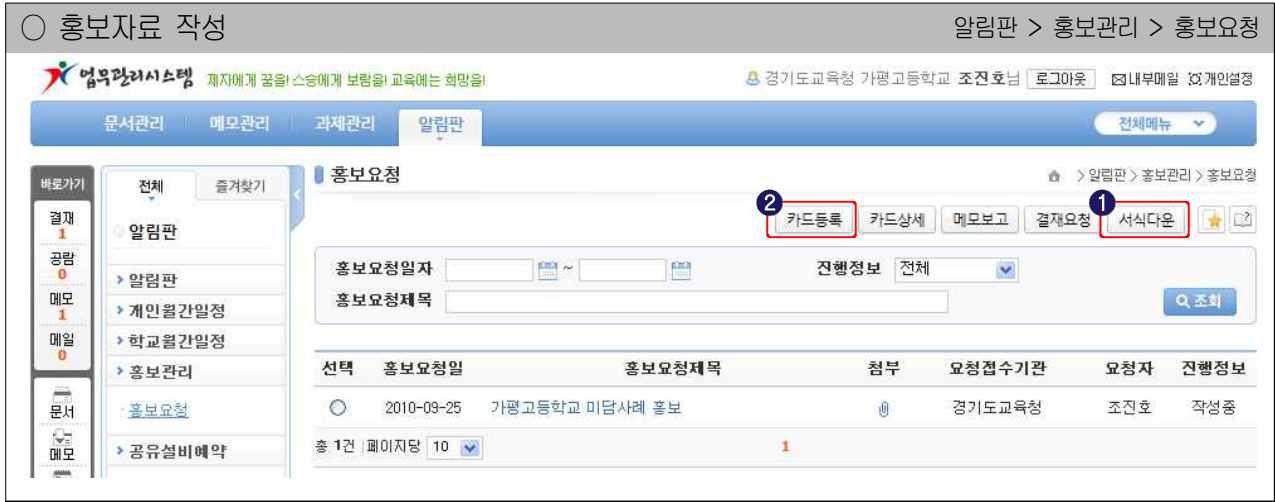 ○ 홍보자료 작성 알림판 > 홍보관리 > 홍보요청
업무관리시스템 제자에게 꿈을! 스승에게 보람을! 교육에는 희망을! 경기도교육청 가평고등학교 조진호님 로그아웃 내부메일 개인설정
문서관리 메모관리 과제관리 알림판 전체메뉴
바로가기 전체 즐겨찾기 홍보요청 > 알림판 > 홍보관리 > 홍보요청
2 카드등록 카드상세 메모보고 결재요청 1 서식다운
결재
1
공람
0
메모
1
메일
0
문서
메모
알림판
> 알림판
> 개인월간일정
> 학교월간일정
> 홍보관리
· 홍보요청
> 공유설비예약
홍보요청일자 ~ 진행정보 전체
홍보요청제목 조회
선택 홍보요청일 홍보요청제목 첨부 요청접수기관 요청자 진행정보
2010-09-25 가평고등학교 미담사례 홍보 경기도교육청 조진호 작성중
총 1건 페이지당 10 1